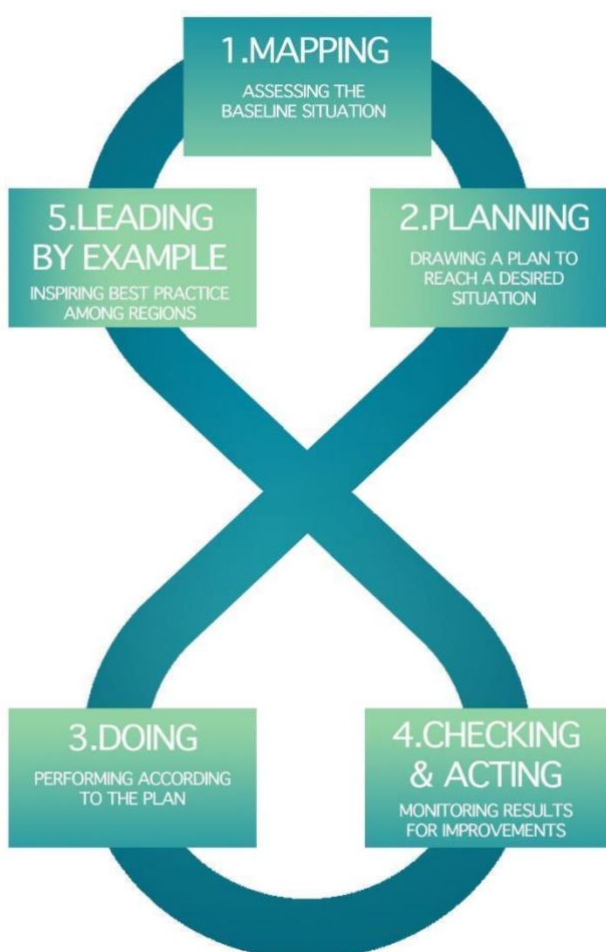 1.MAPPING
ASSESSING THE
BASELINE SITUATION
2.PLANNING
DRAWING A PLAN TO
REACH A DESIRED
SITUATION
3.DOING
PERFORMING ACCORDING
TO THE PLAN
4.CHECKING
& ACTING
MONITORING RESULTS
FOR IMPROVEMENTS
5.LEADING
BY EXAMPLE
INSPIRING BEST PRACTICE
AMONG REGIONS